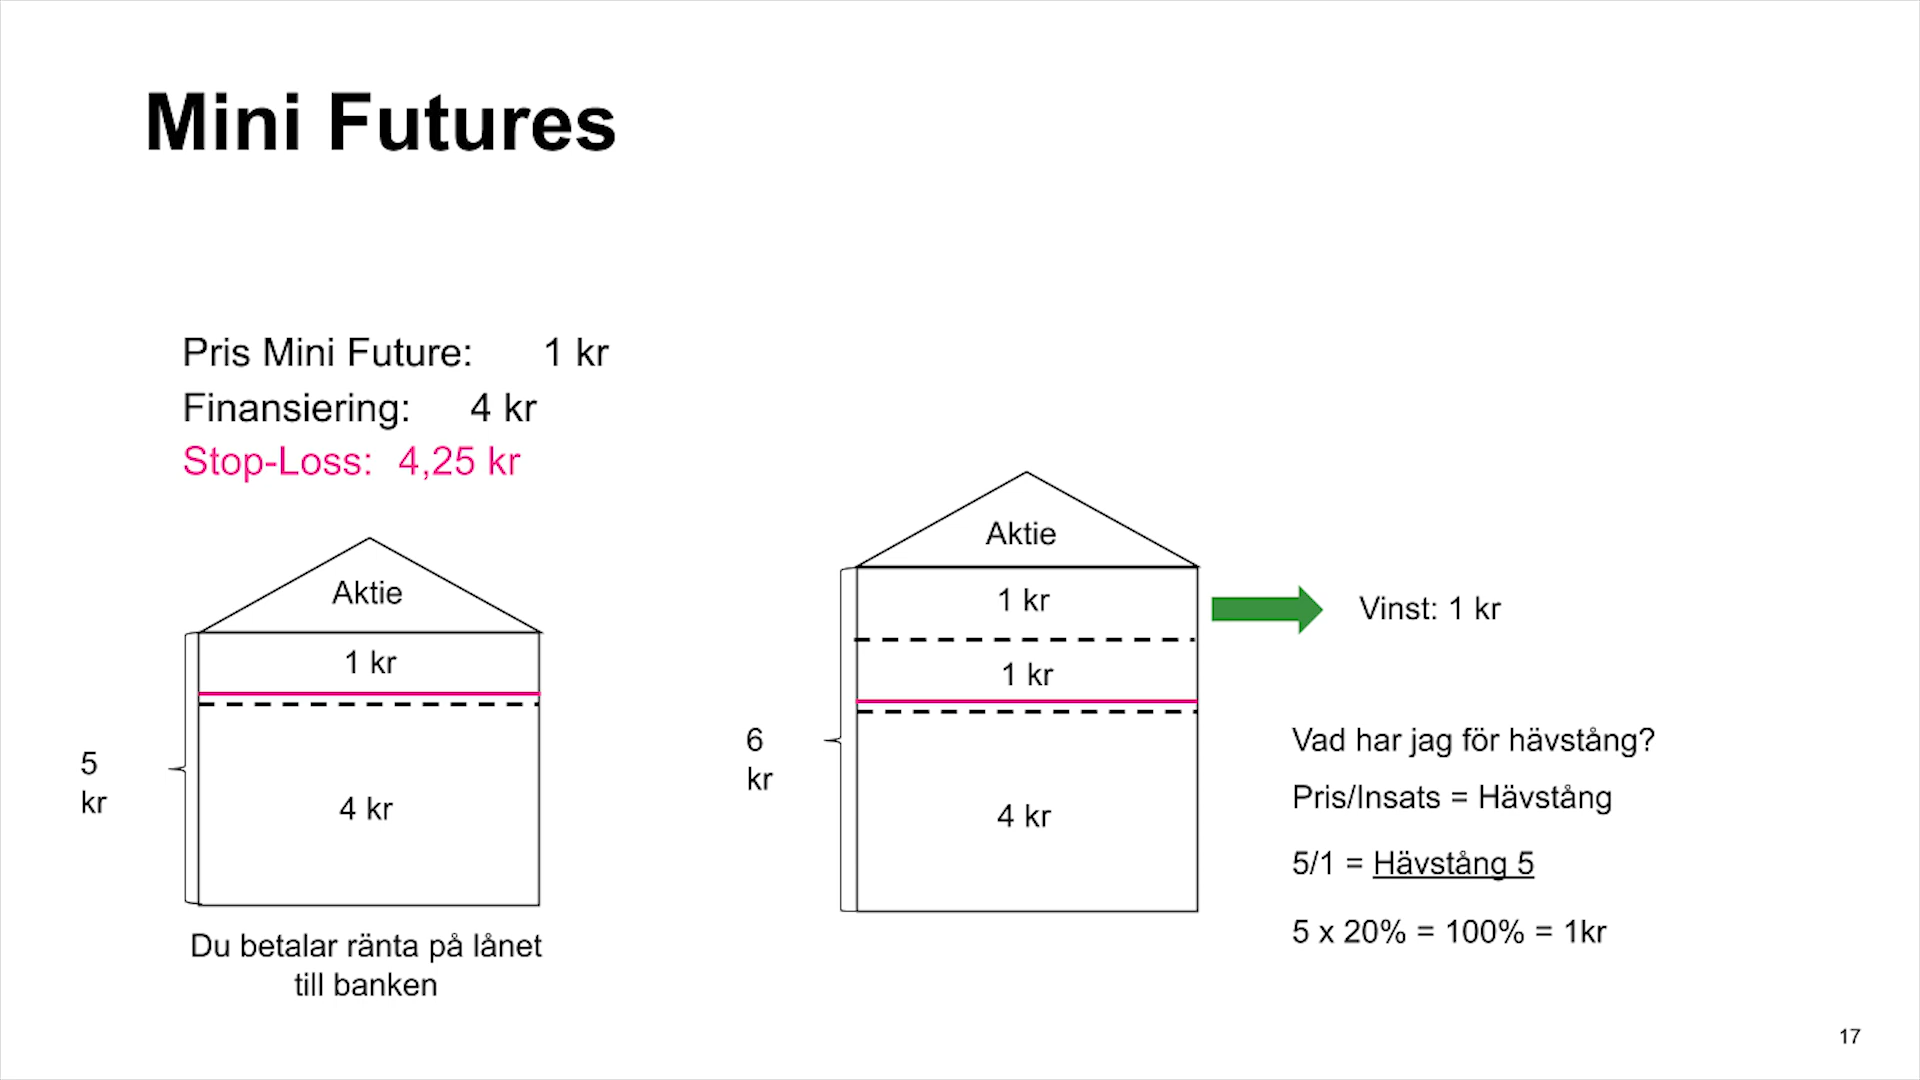 Mini Futures
Pris Mini Future: 1 kr
Finansiering: 4 kr
Stop-Loss: 4,25 kr
Aktie
1 kr
4 kr
5
kr
Du betalar ränta på lånet
till banken
Aktie
1 kr
1 kr
4 kr
6
kr
Vinst: 1 kr
Vad har jag för hävstång?
Pris/Insats = Hävstång
5/1 = Hävstång 5
5 x 20% = 100% = 1kr
17